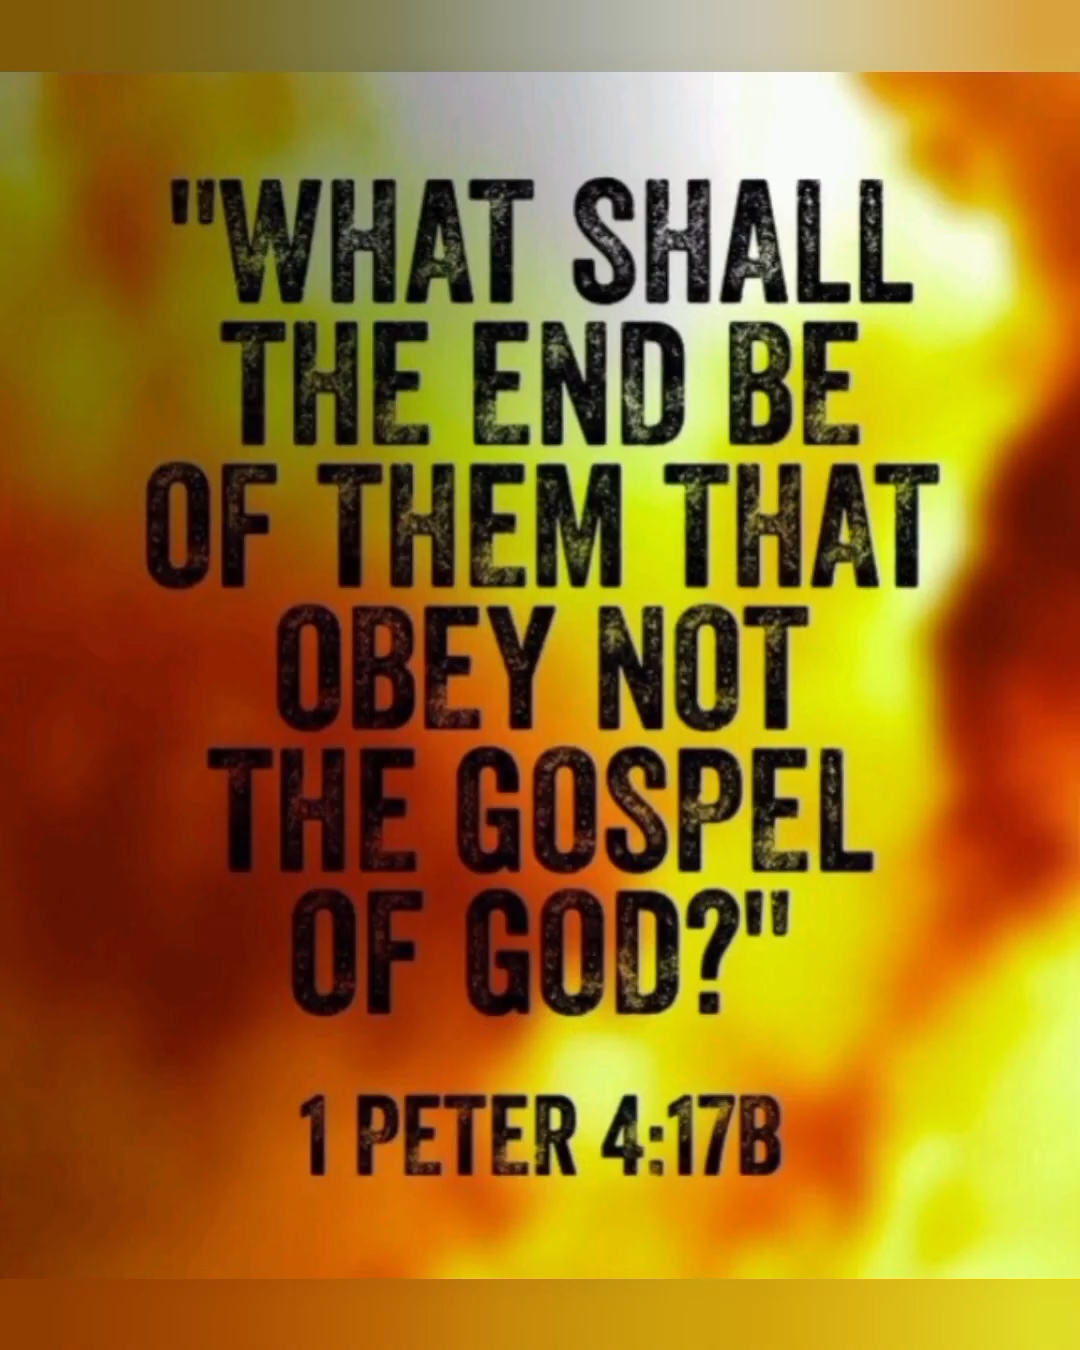 "WHAT SHALL
THE END BE
OF THEM THAT
OBEY NOT
THE GOSPEL
OF GOD?"
1 PETER 4:17B